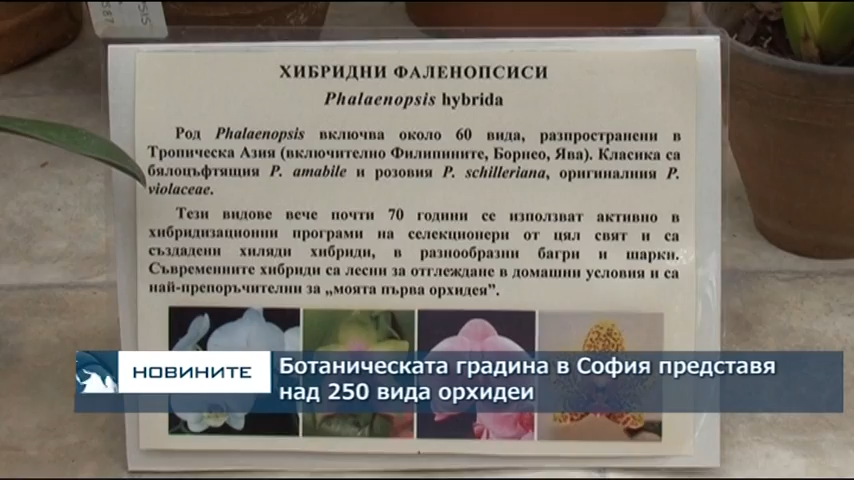 ХИБРИДНИ ФАЛЕНОПСИСИ
Phalaenopsis hybrida
Род Phalaenopsis включва около 60 вида, разпространени в
Тропическа Азия (включително Филипините, Борнео, Ява). Класика са
бялоцъфтящия P. amabile и розовия P. schilleriana, оригиналния P.
violaceae.
Тези видове вече почти 70 години се използват активно в
хибридизационни програми на селекционери от цял свят и са
създадени хиляди хибриди, в разнообразни багри и шарки.
Съвременните хибриди са лесни за отглеждане в домашни условия и са
най-препоръчителни за „моята първа орхидея".
НОВИНИТЕ
Ботаническата градина в София представя
над 250 вида орхидеи